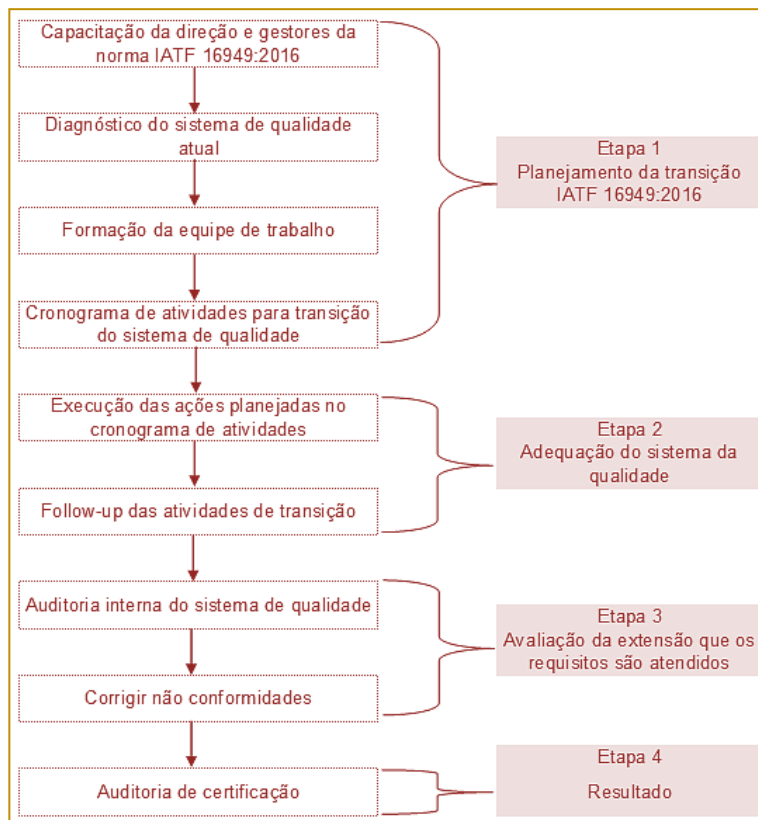 Capacitação da direção e gestores da
norma IATF 16949:2016
Diagnóstico do sistema de qualidade
atual
Etapa 1
Planejamento da transição
IATF 16949:2016
Formação da equipe de trabalho
Cronograma de atividades para transição
do sistema de qualidade
Execução das ações planejadas no
cronograma de atividades
Etapa 2
Adequação do sistema da
qualidade
Follow-up das atividades de transição
Auditoria interna do sistema de qualidade
Etapa 3
Avaliação da extensão que os
requisitos são atendidos
Corrigir não conformidades
Etapa 4
Resultado
Auditoria de certificação